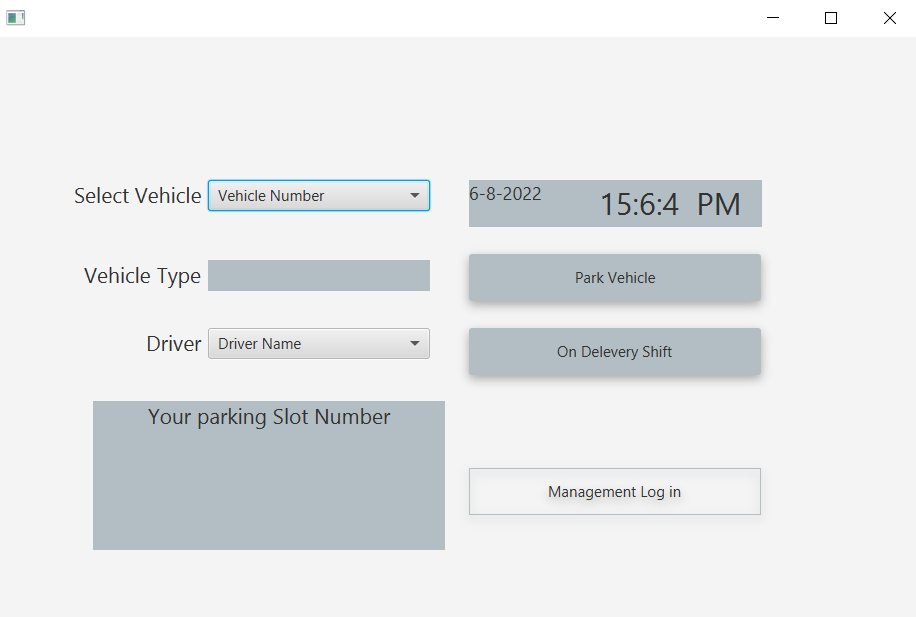 Select Vehicle
Vehicle Number
6-8-2022
15:6:4 PM
Vehicle Type
Park Vehicle
Driver
Driver Name
On Delevery Shift
Your parking Slot Number
Management Log in